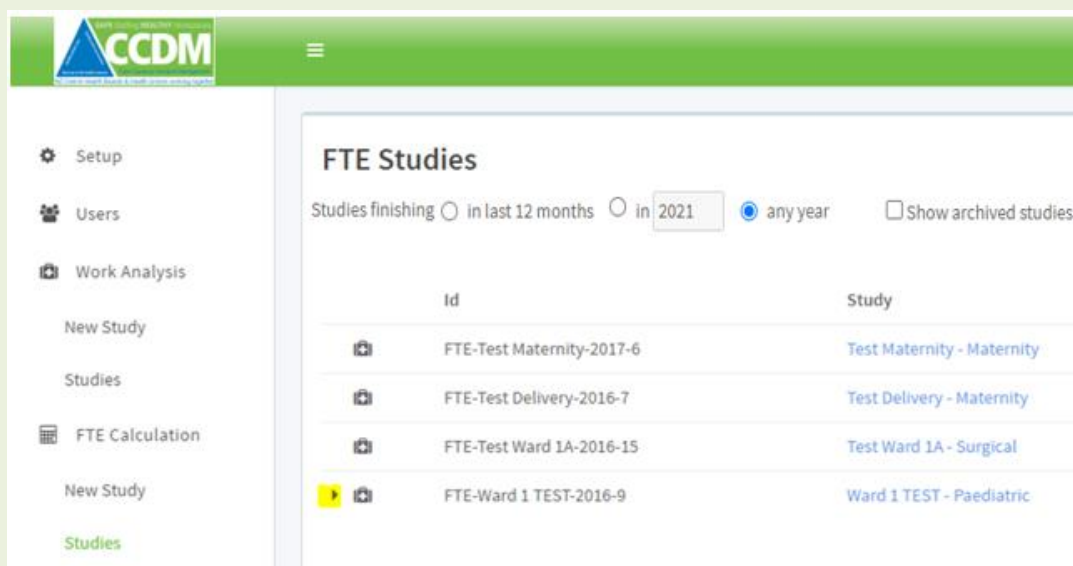 CCDM
Setup
Users
Work Analysis
New Study
Studies
FTE Calculation
New Study
Studies
FTE Studies
Studies finishing in last 12 months in 2021 any year Show archived studies
Id Study
FTE-Test Maternity-2017-6 Test Maternity - Maternity
FTE-Test Delivery-2016-7 Test Delivery - Maternity
FTE-Test Ward 1A-2016-15 Test Ward 1A - Surgical
FTE-Ward 1 TEST-2016-9 Ward 1 TEST - Paediatric